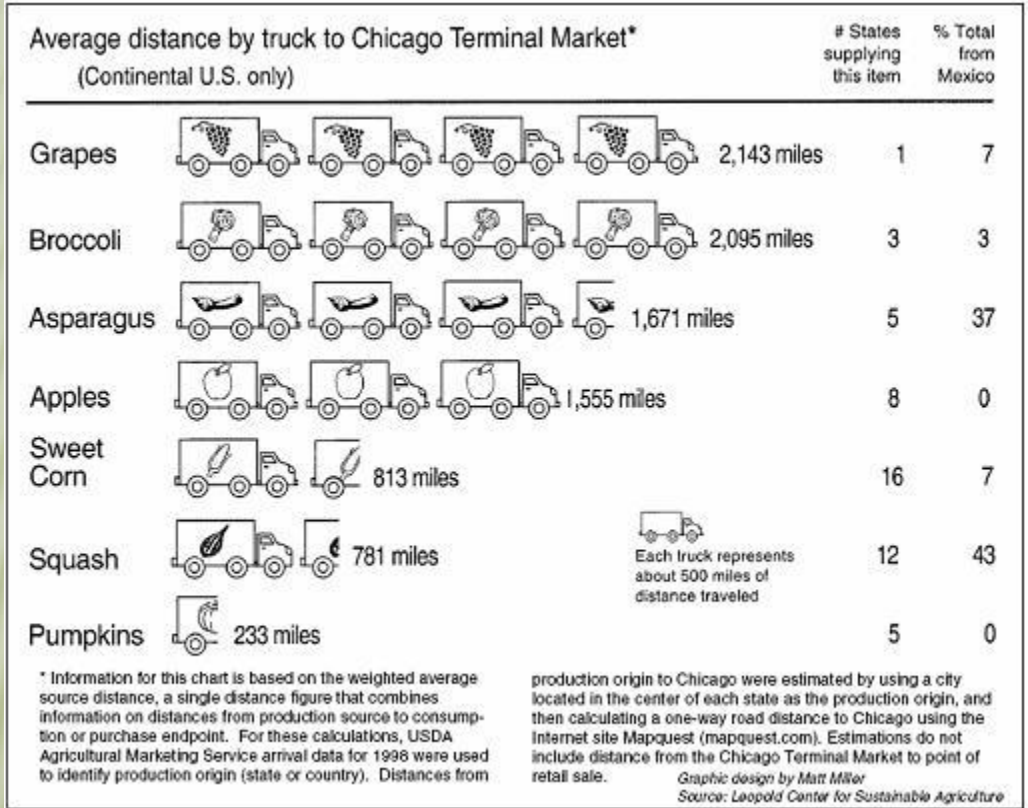 Average distance by truck to Chicago Terminal Market*
(Continental U.S. only)
# States
supplying
this item
% Total
from
Mexico
Grapes 2,143 miles 1 7
Broccoli 2,095 miles 3 3
Asparagus 1,671 miles 5 37
Apples 1,555 miles 8 0
Sweet
Corn 813 miles 16 7
Squash 781 miles 12 43
Each truck represents
about 500 miles of
distance traveled
Pumpkins 233 miles 5 0
* Information for this chart is based on the weighted average
source distance, a single distance figure that combines
information on distances from production source to consump-
tion or purchase endpoint. For these calculations, USDA
Agricultural Marketing Service arrival data for 1998 were used
to identify production origin (state or country). Distances from
production origin to Chicago were estimated by using a city
located in the center of each state as the production origin, and
then calculating a one-way road distance to Chicago using the
Internet site Mapquest (mapquest.com). Estimations do not
include distance from the Chicago Terminal Market to point of
retail sale.
Graphic design by Matt Miller
Source: Leopold Center for Sustainable Agriculture